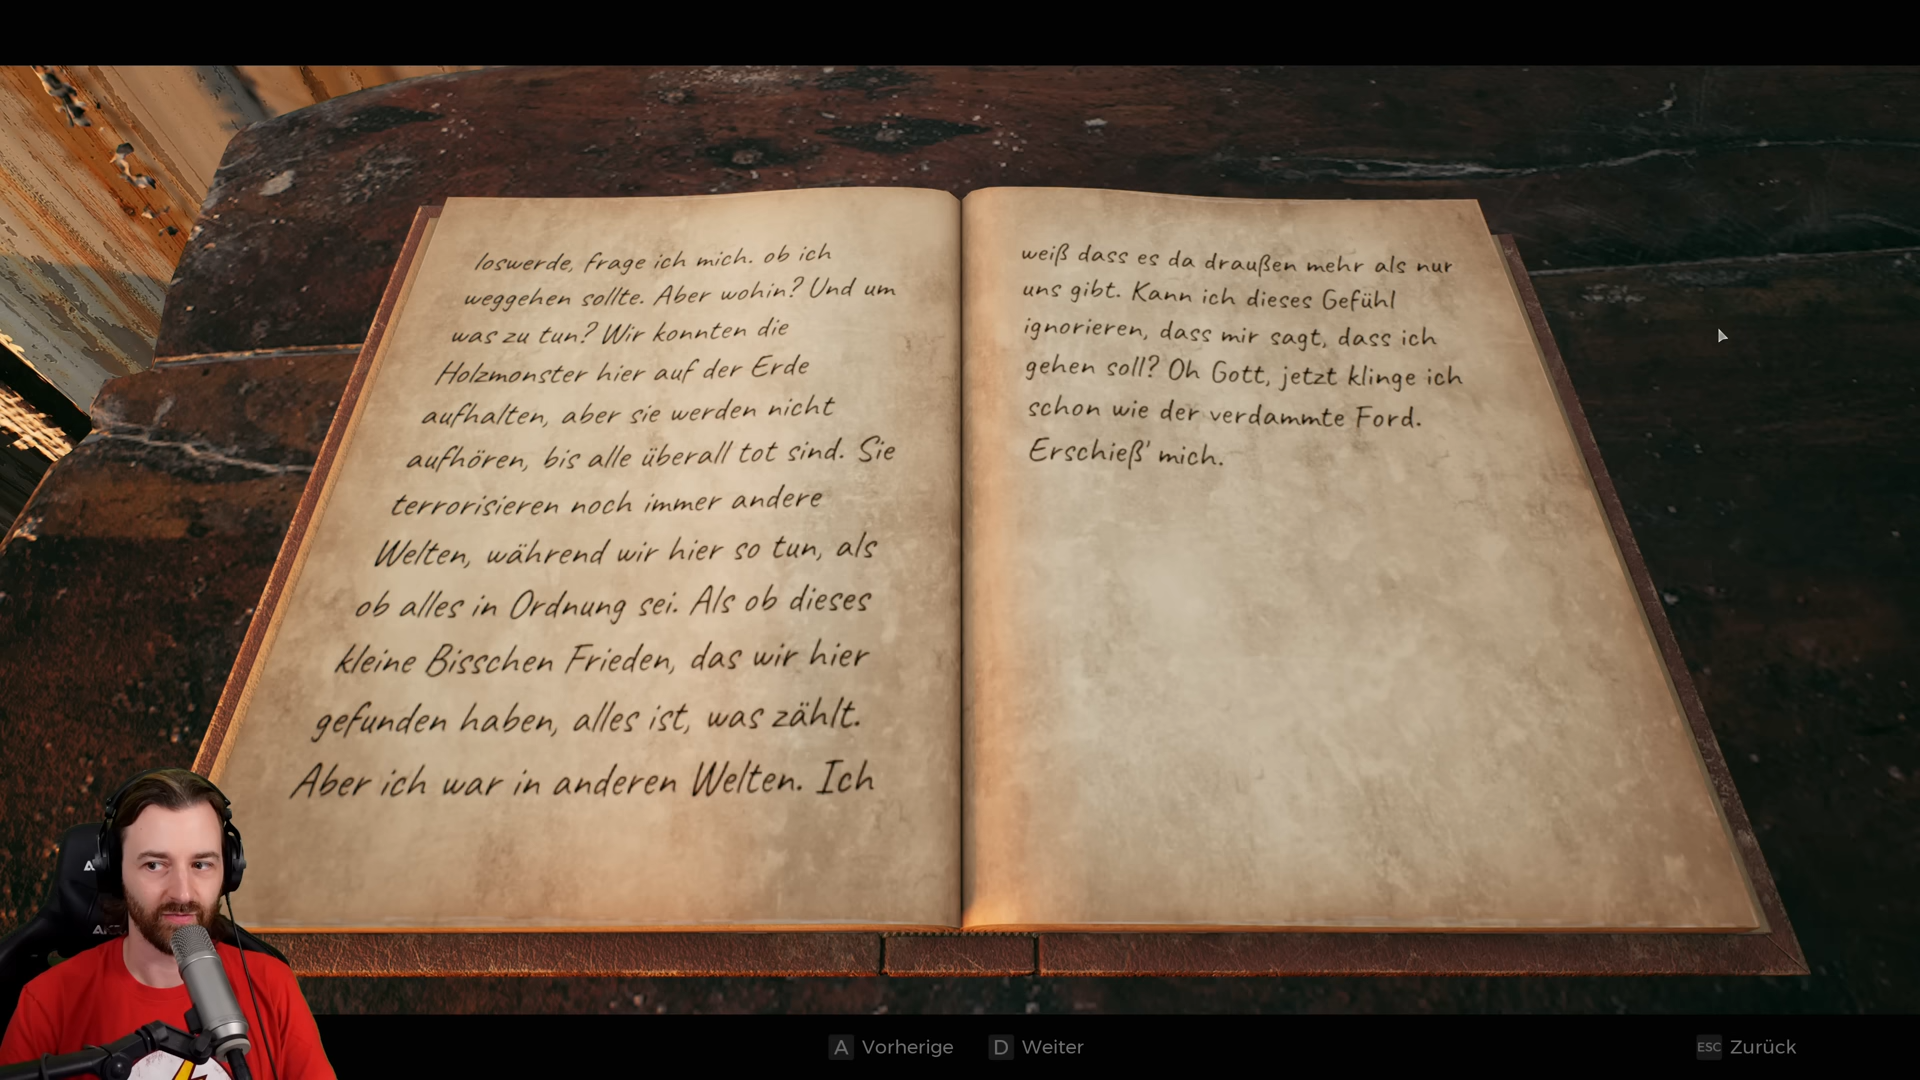 loswerde, frage ich mich. ob ich
weggehen sollte. Aber wohin? Und um
was zu tun? Wir konnten die
Holzmonster hier auf der Erde
aufhalten, aber sie werden nicht
aufhören, bis alle überall tot sind. Sie
terrorisieren noch immer andere
Welten, während wir hier so tun, als
ob alles in Ordnung sei. Als ob dieses
kleine Bisschen Frieden, das wir hier
gefunden haben, alles ist, was zählt.
Aber ich war in anderen Welten. Ich
weiß dass es da draußen mehr als nur
uns gibt. Kann ich dieses Gefühl
ignorieren, dass mir sagt, dass ich
gehen soll? Oh Gott, jetzt klinge ich
schon wie der verdammte Ford.
Erschieß' mich.
A Vorherige D Weiter
ESC Zurück